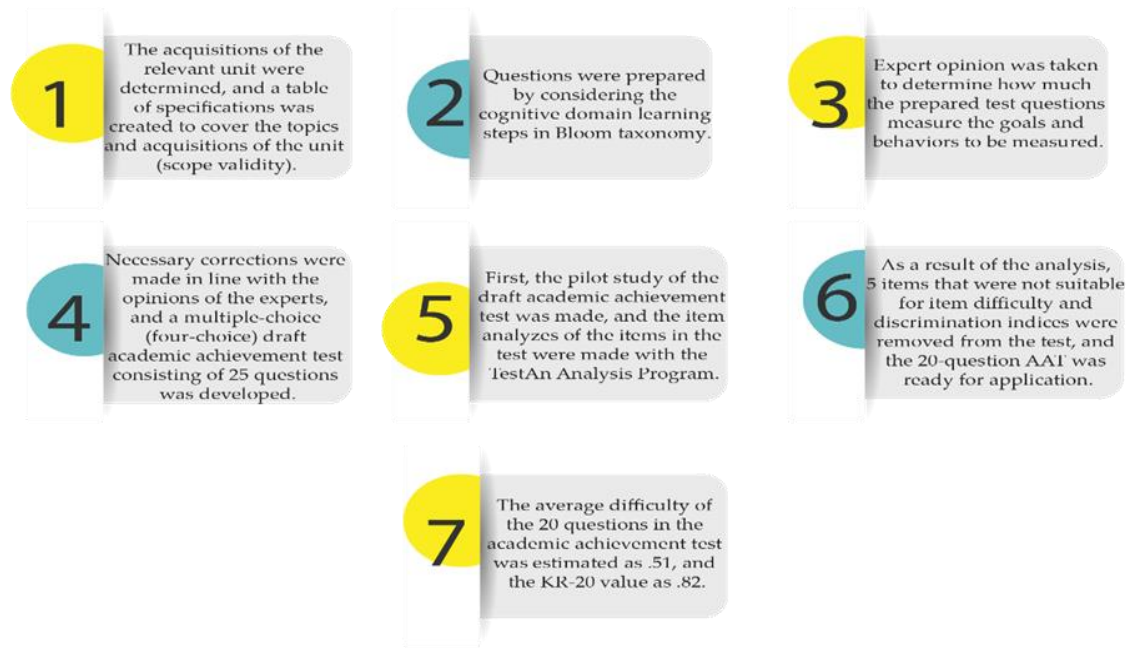 1
The acquisitions of the
relevant unit were
determined, and a table
of specifications was
created to cover the topics
and acquisitions of the unit
(scope validity).
2
Questions were prepared
by considering the
cognitive domain learning
steps in Bloom taxonomy.
3
Expert opinion was taken
to determine how much
the prepared test questions
measure the goals and
behaviors to be measured.
4
Necessary corrections were
made in line with the
opinions of the experts,
and a multiple-choice
(four-choice) draft
academic achievement test
consisting of 25 questions
was developed.
5
First, the pilot study of the
draft academic achievement
test was made, and the item
analyzes of the items in the
test were made with the
TestAn Analysis Program.
6
As a result of the analysis,
5 items that were not suitable
for item difficulty and
discrimination indices were
removed from the test, and
the 20-question AAT was
ready for application.
7
The average difficulty of
the 20 questions in the
academic achievement test
was estimated as .51, and
the KR-20 value as .82.